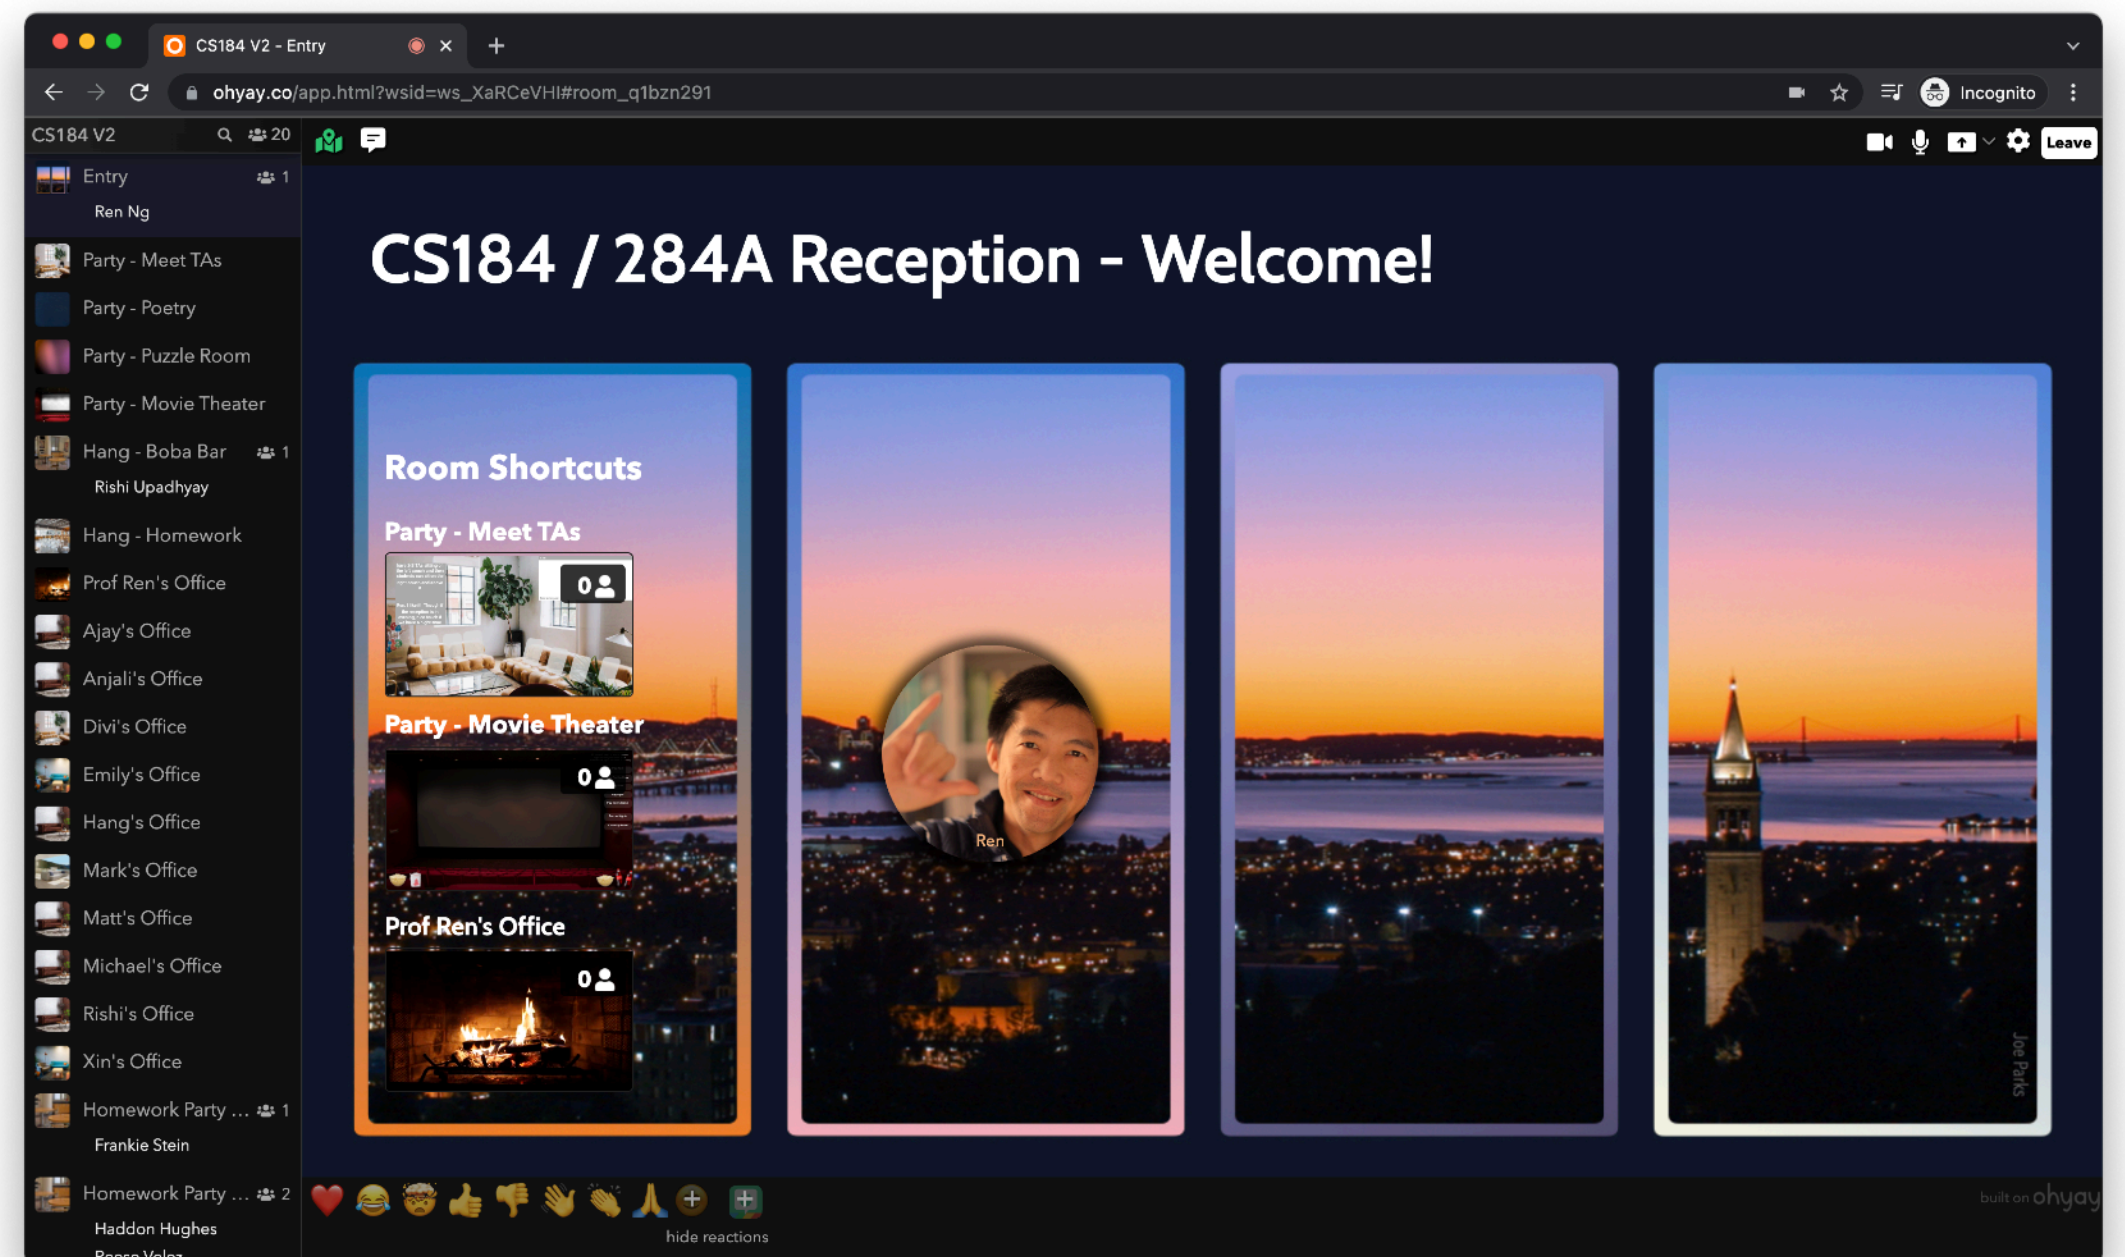 CS184 V2 - Entry
ohyay.co/app.html?wsid=ws_XaRCeVHI#room_q1bzn291
Incognito
CS184 V2
20
Leave
Entry
1
Ren Ng
Party - Meet TAs
Party - Poetry
Party - Puzzle Room
Party - Movie Theater
Hang - Boba Bar
1
Rishi Upadhyay
Hang - Homework
Prof Ren's Office
Ajay's Office
Anjali's Office
Divi's Office
Emily's Office
Hang's Office
Mark's Office
Matt's Office
Michael's Office
Rishi's Office
Xin's Office
Homework Party ...
1
Frankie Stein
Homework Party ...
2
Haddon Hughes
CS184 / 284A Reception - Welcome!
Room Shortcuts
Party - Meet TAs
0
Party - Movie Theater
0
Prof Ren's Office
0
Ren
Joe Parks
hide reactions
built on ohyay